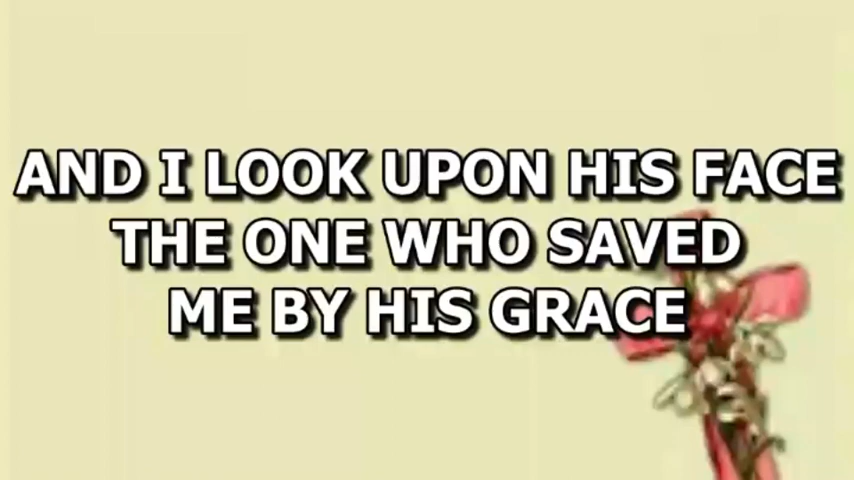 AND I LOOK UPON HIS FACE
THE ONE WHO SAVED
ME BY HIS GRACE